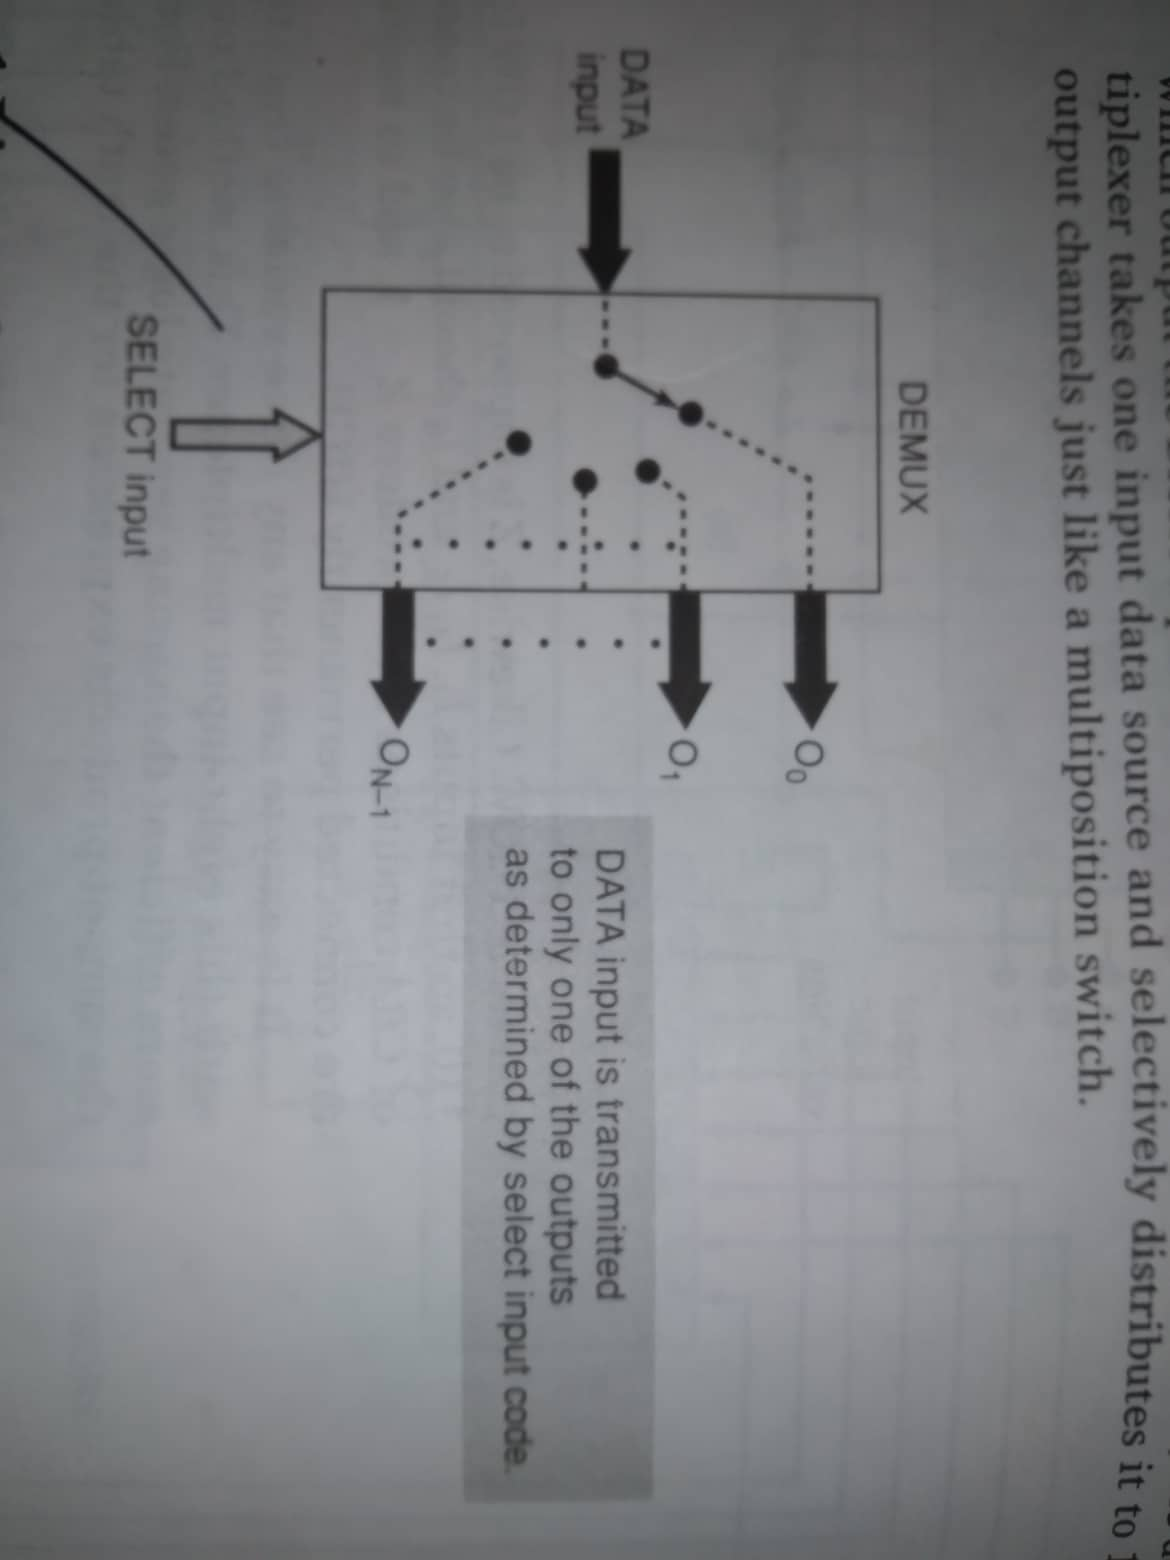 tiplexer takes one input data source and selectively distributes it to
output channels just like a multiposition switch.
DEMUX
DATA
input
O₀
O₁
O_{N–1}
DATA input is transmitted
to only one of the outputs
as determined by select input code.
SELECT input